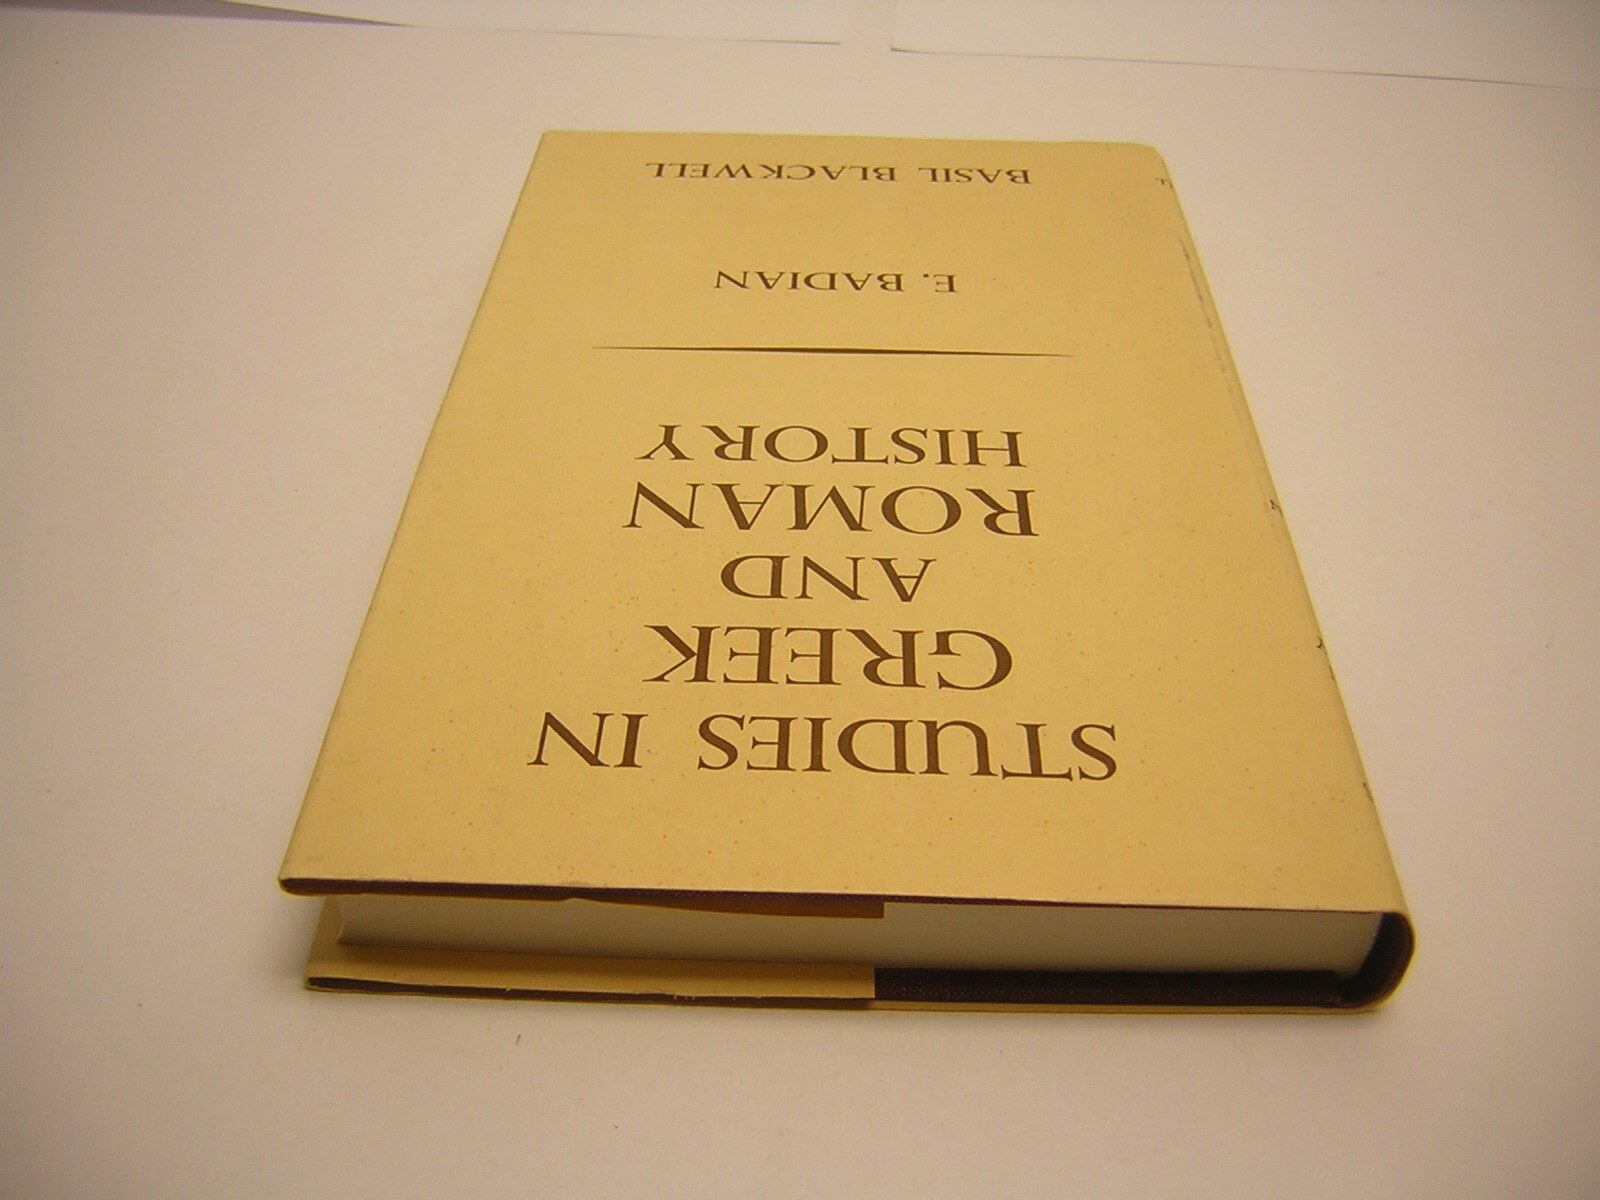 STUDIES IN
GREEK
AND
ROMAN
HISTORY
E. BADIAN
BASIL BLACKWELL